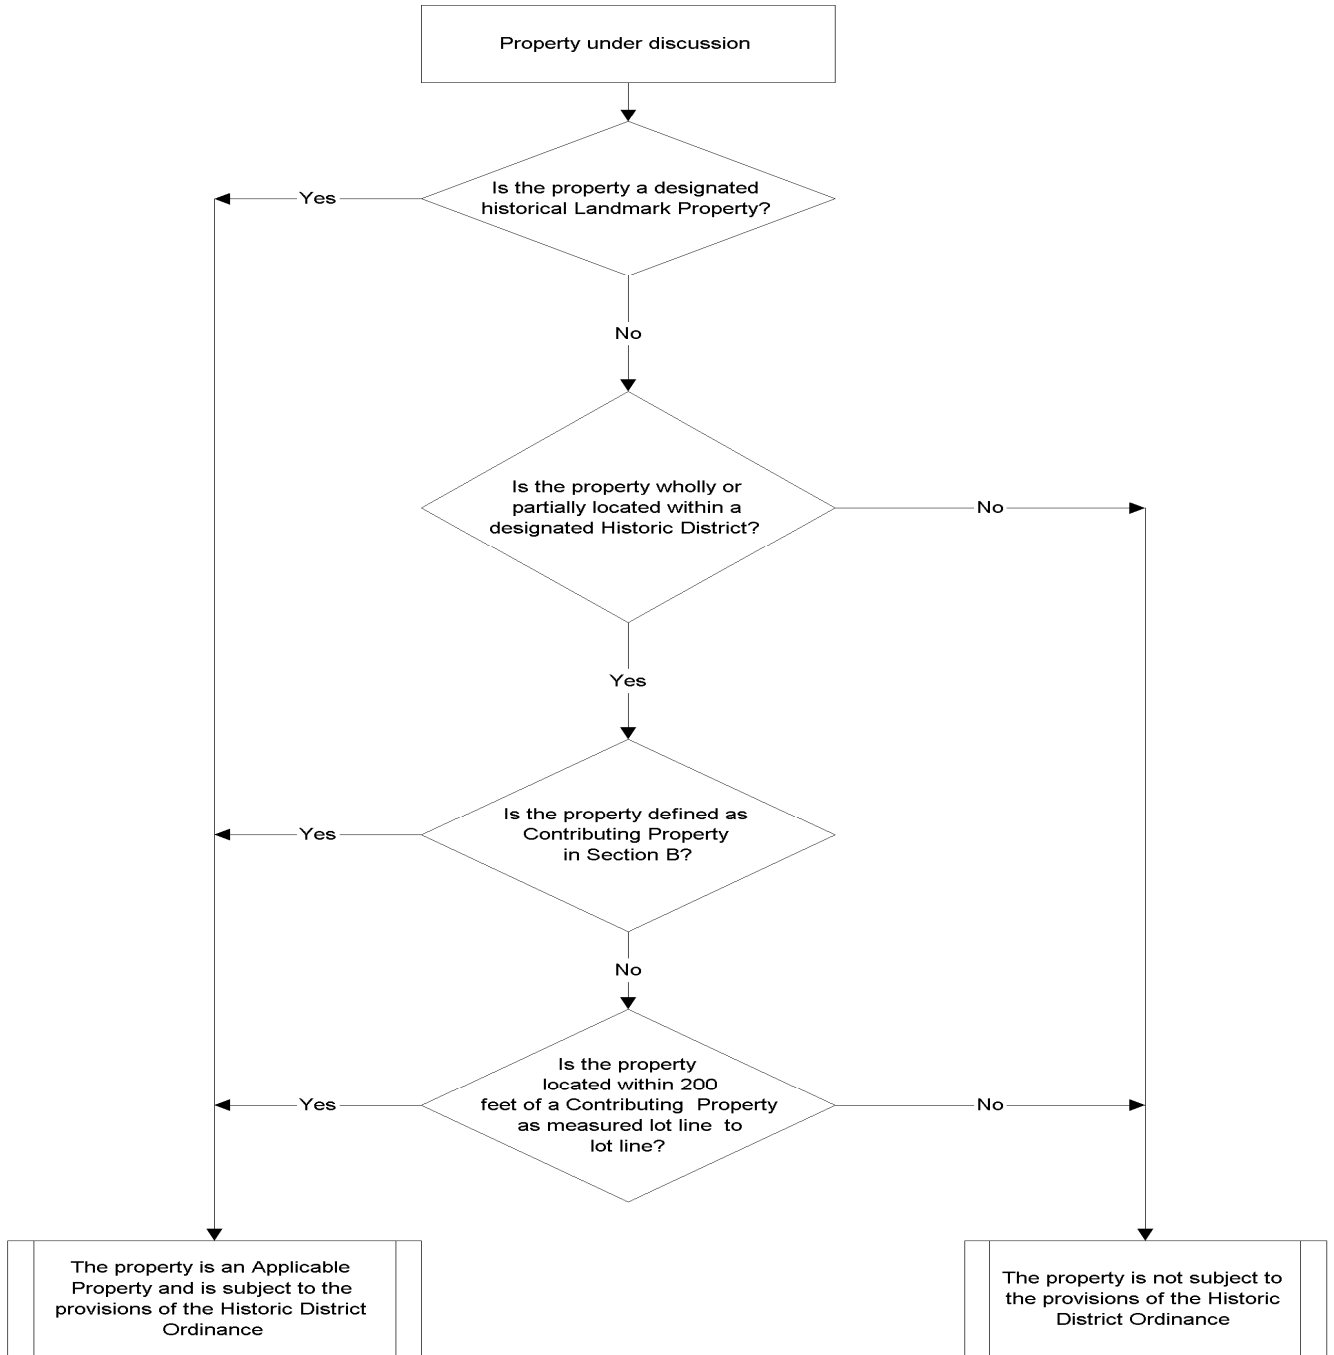 Property under discussion
Is the property a designated
historical Landmark Property?
Yes
No
Is the property wholly or
partially located within a
designated Historic District?
No
Yes
Is the property defined as
Contributing Property
in Section B?
Yes
No
Is the property
located within 200
feet of a Contributing Property
as measured lot line to
lot line?
Yes
No
The property is an Applicable
Property and is subject to the
provisions of the Historic District
Ordinance
The property is not subject to
the provisions of the Historic
District Ordinance